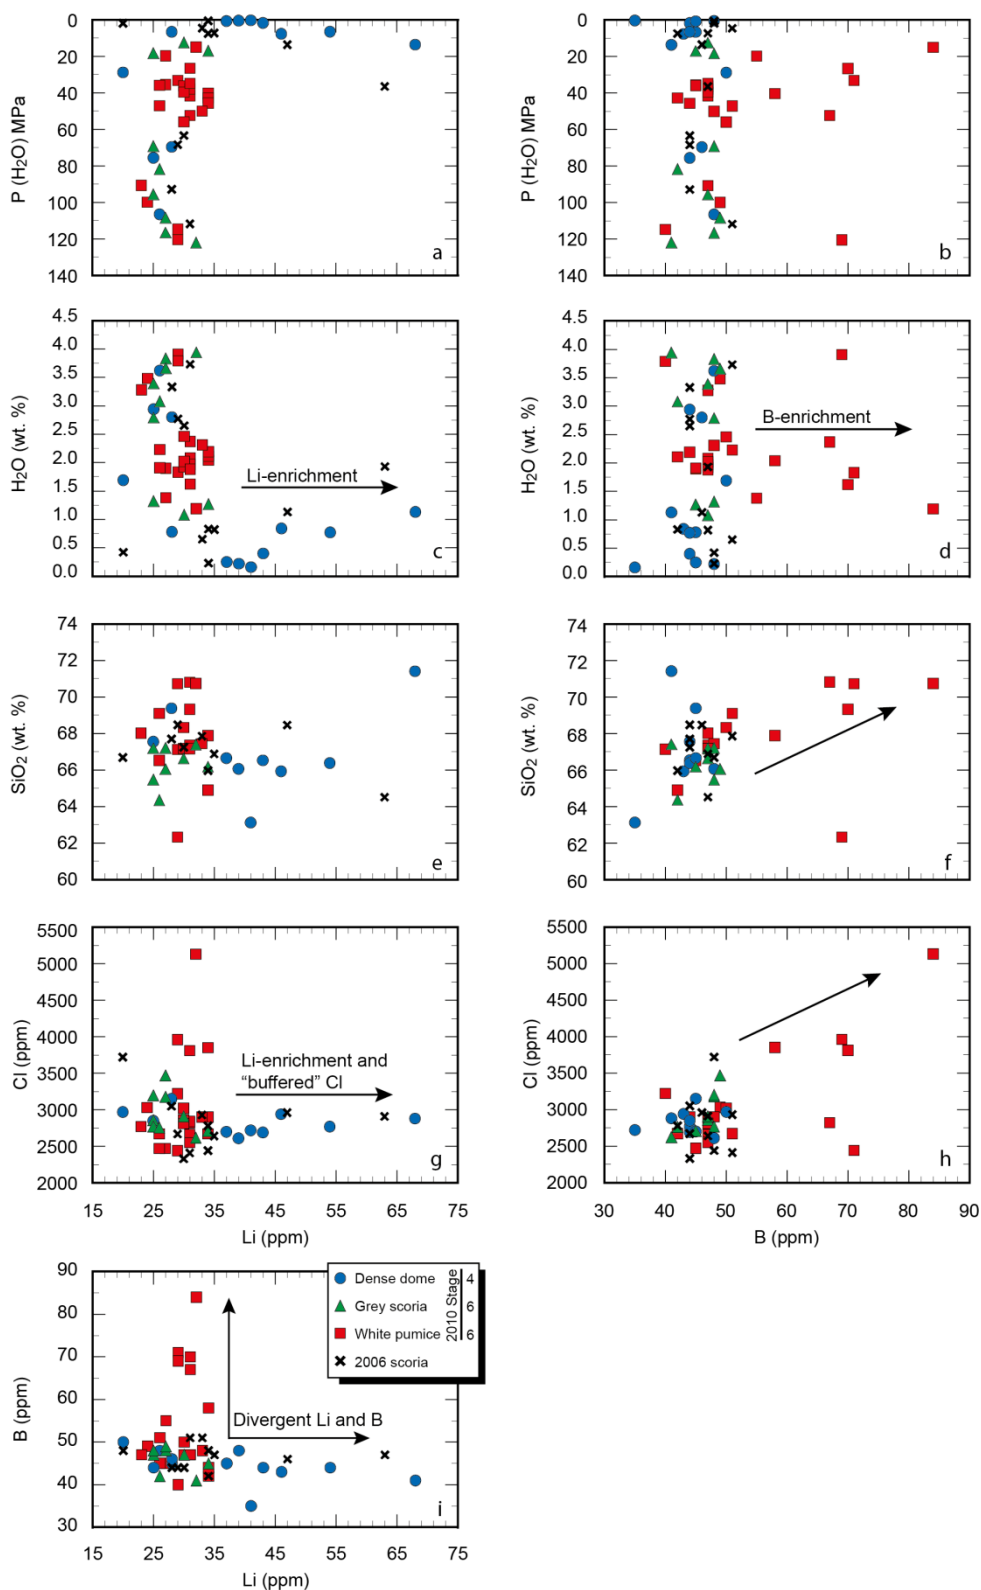 0
20
40
60
80
100
120
140
P (H₂O) MPa
a
0
20
40
60
80
100
120
140
P (H₂O) MPa
b
4.5
4.0
3.5
3.0
2.5
2.0
1.5
1.0
0.5
0.0
H₂O (wt. %)
Li-enrichment
c
4.5
4.0
3.5
3.0
2.5
2.0
1.5
1.0
0.5
0.0
H₂O (wt. %)
B-enrichment
d
74
72
70
68
66
64
62
60
SiO₂ (wt. %)
e
15 25 35 45 55 65 75
74
72
70
68
66
64
62
60
SiO₂ (wt. %)
f
5500
5000
4500
4000
3500
3000
2500
2000
Cl (ppm)
Li-enrichment and
“buffered” Cl
g
15 25 35 45 55 65 75
Li (ppm)
5500
5000
4500
4000
3500
3000
2500
2000
Cl (ppm)
h
30 40 50 60 70 80 90
B (ppm)
90
80
70
60
50
40
30
B (ppm)
Divergent Li and B
i
15 25 35 45 55 65 75
Li (ppm)
Dense dome 4
Grey scoria 6
White pumice 6
2006 scoria
2010 Stage